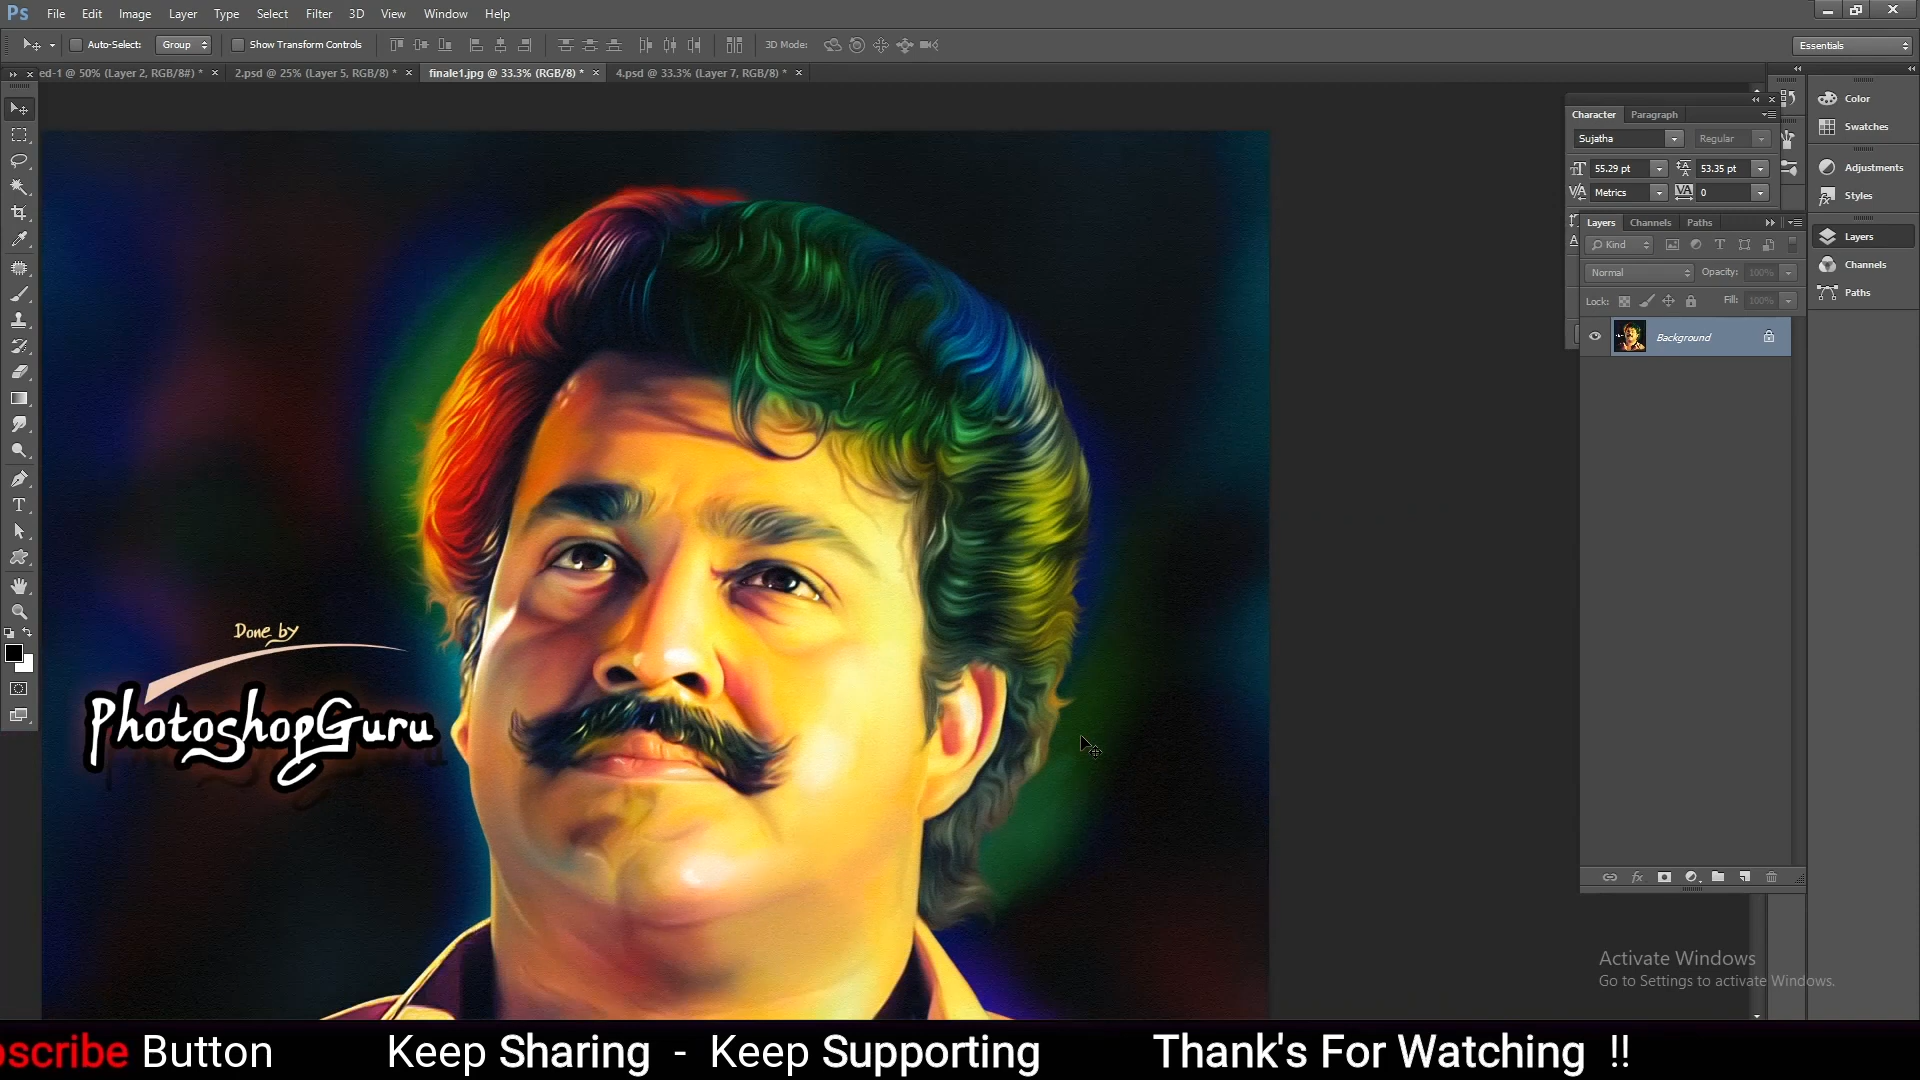 Ps File Edit Image Layer Type Select Filter 3D View Window Help
Auto-Select: Group Show Transform Controls 3D Mode: Essentials
ed-1 @ 50% (Layer 2, RGB/8#) * 2.psd @ 25% (Layer 5, RGB/8) * finale1.jpg @ 33.3% (RGB/8) * 4.psd @ 33.3% (Layer 7, RGB/8) *
Character Paragraph
Sujatha Regular
55.29 pt 53.35 pt
Metrics 0
Layers Channels Paths
Kind
Normal Opacity: 100%
Lock: Fill: 100%
Background
Color
Swatches
Adjustments
Styles
Layers
Channels
Paths
Done by
PhotoshopGuru
Activate Windows
Go to Settings to activate Windows.
bscribe Button Keep Sharing - Keep Supporting Thank's For Watching !!